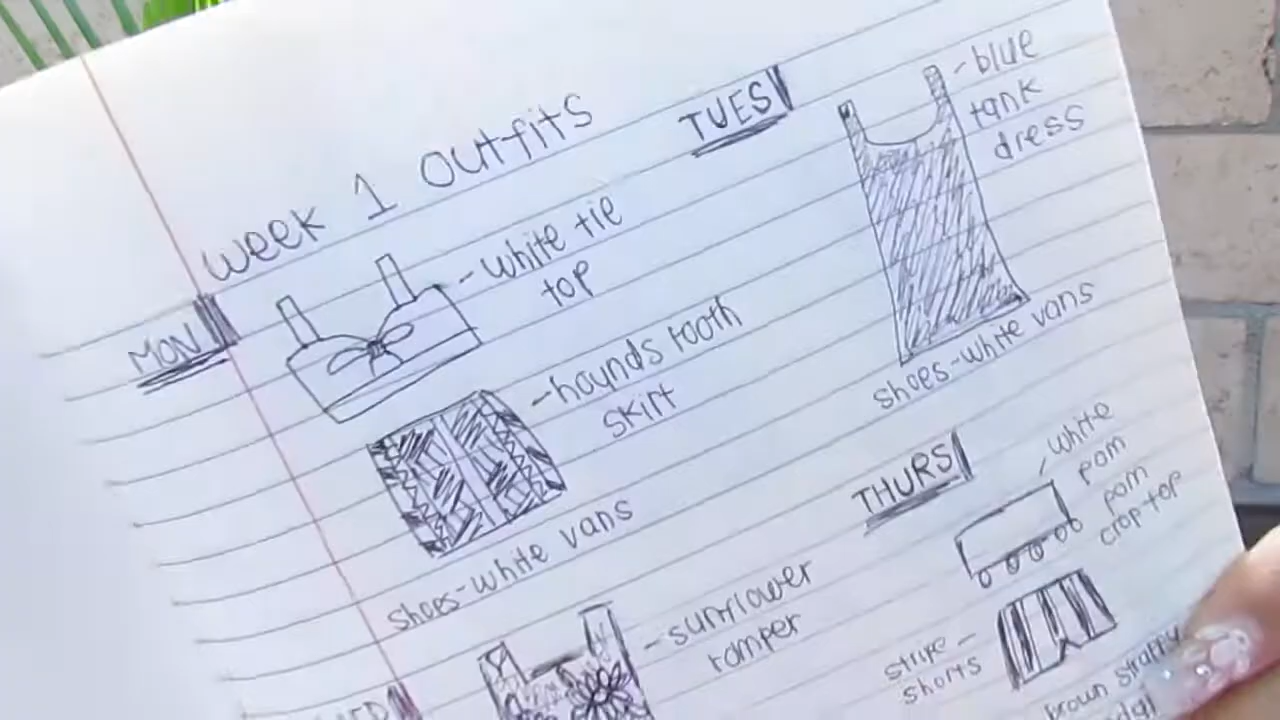 week 1 outfits
MON
- white tie
top
- hounds tooth
skirt
shoes-white vans
TUES
- blue
tank
dress
shoes-white vans
- sunflower
romper
THURS
- white
pom
pom
crop top
stripe -
shorts
brown strappy